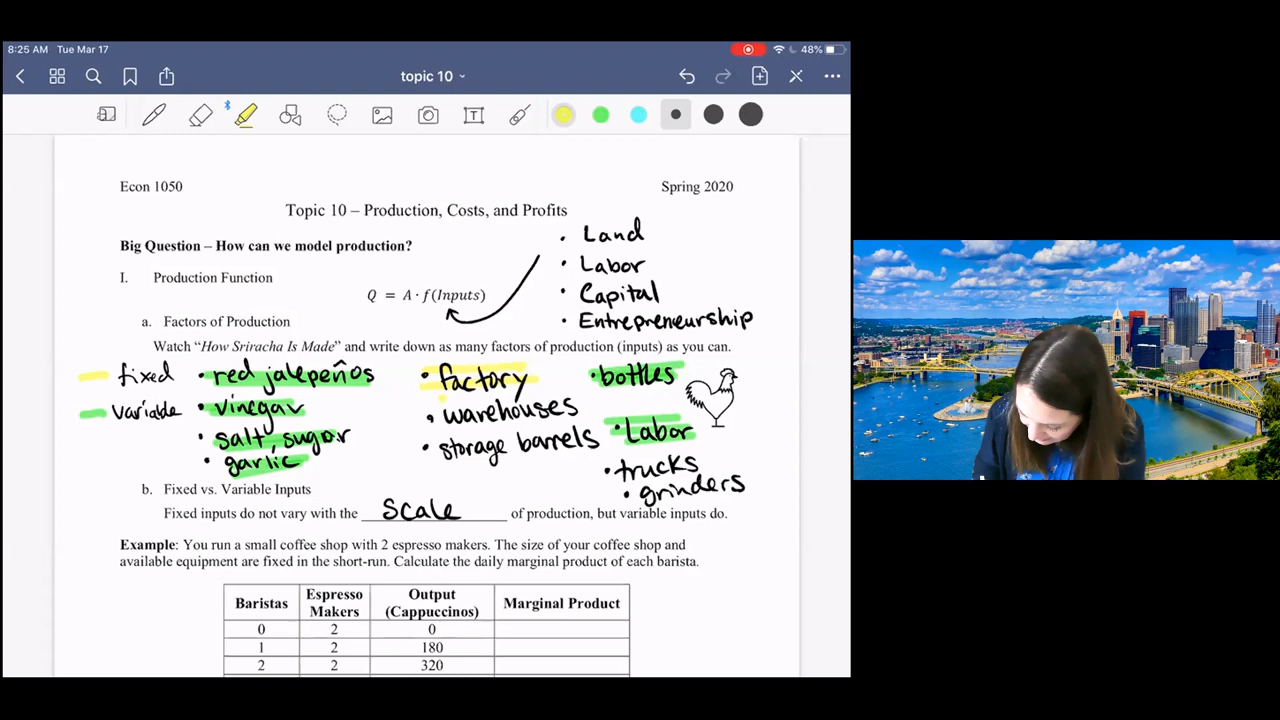 8:25 AM Tue Mar 17
48%
topic 10
Econ 1050 Spring 2020
Topic 10 – Production, Costs, and Profits
Big Question – How can we model production?
I. Production Function
Q = A · f(Inputs)
• Land
• Labor
• Capital
• Entrepreneurship
a. Factors of Production
Watch “How Sriracha Is Made” and write down as many factors of production (inputs) as you can.
fixed
variable
• red jalepeños
• vinegar
• salt, sugar
• garlic
• factory
• warehouses
• storage barrels
• bottles
• Labor
• trucks
• grinders
b. Fixed vs. Variable Inputs
Fixed inputs do not vary with the scale of production, but variable inputs do.
Example: You run a small coffee shop with 2 espresso makers. The size of your coffee shop and
available equipment are fixed in the short-run. Calculate the daily marginal product of each barista.
Baristas Espresso Makers Output (Cappuccinos) Marginal Product
0 2 0
1 2 180
2 2 320